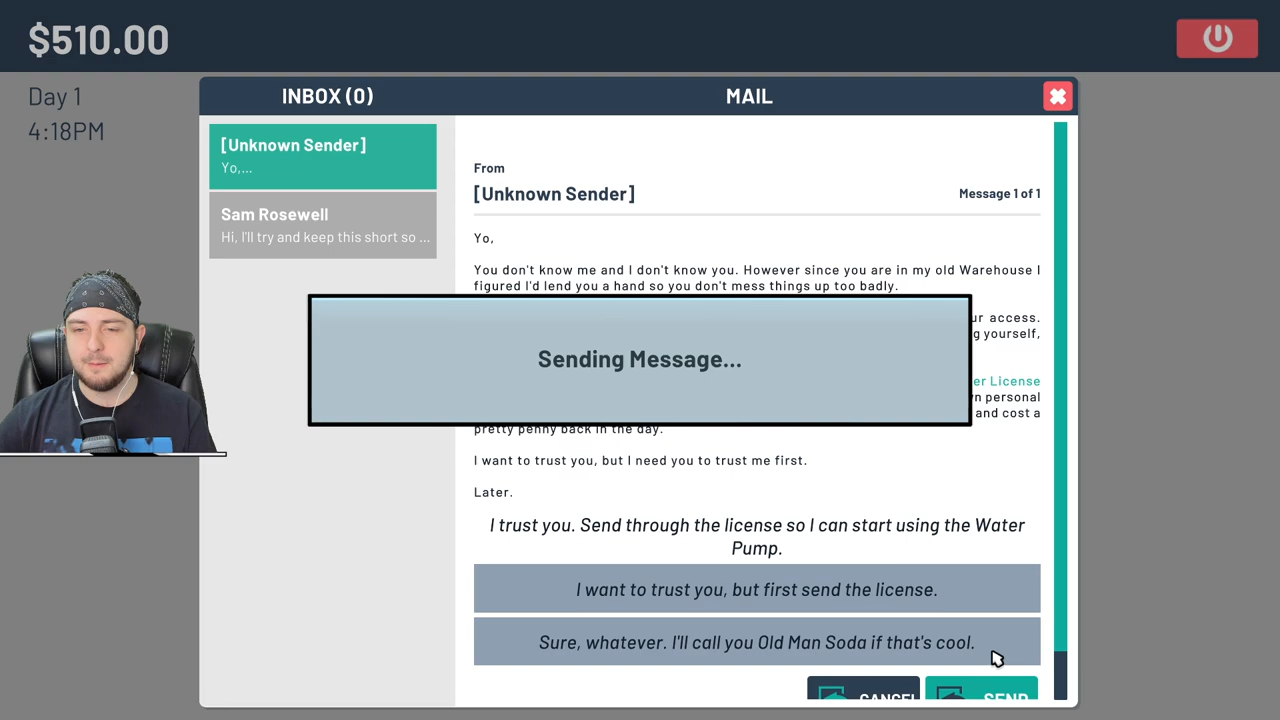 $510.00
Day 1
4:18PM
INBOX (0)
MAIL
[Unknown Sender]
Yo,...
Sam Rosewell
Hi, I'll try and keep this short so ...
From
[Unknown Sender]
Message 1 of 1
Yo,
You don't know me and I don't know you. However since you are in my old Warehouse I
figured I'd lend you a hand so you don't mess things up too badly.
ur access.
g yourself,
er License
n personal
and cost a
pretty penny back in the day.
Sending Message...
I want to trust you, but I need you to trust me first.
Later.
I trust you. Send through the license so I can start using the Water
Pump.
I want to trust you, but first send the license.
Sure, whatever. I'll call you Old Man Soda if that's cool.
CANCEL
SEND